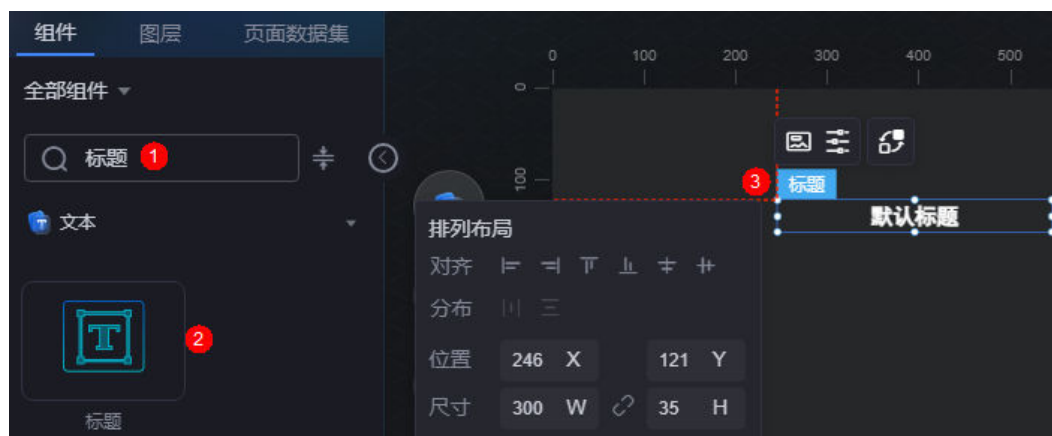 组件 图层 页面数据集
全部组件
标题 1
文本
2
标题
0 100 200 300 400 500
0
100
3 标题
默认标题
排列布局
对齐
分布
位置 246 X 121 Y
尺寸 300 W 35 H